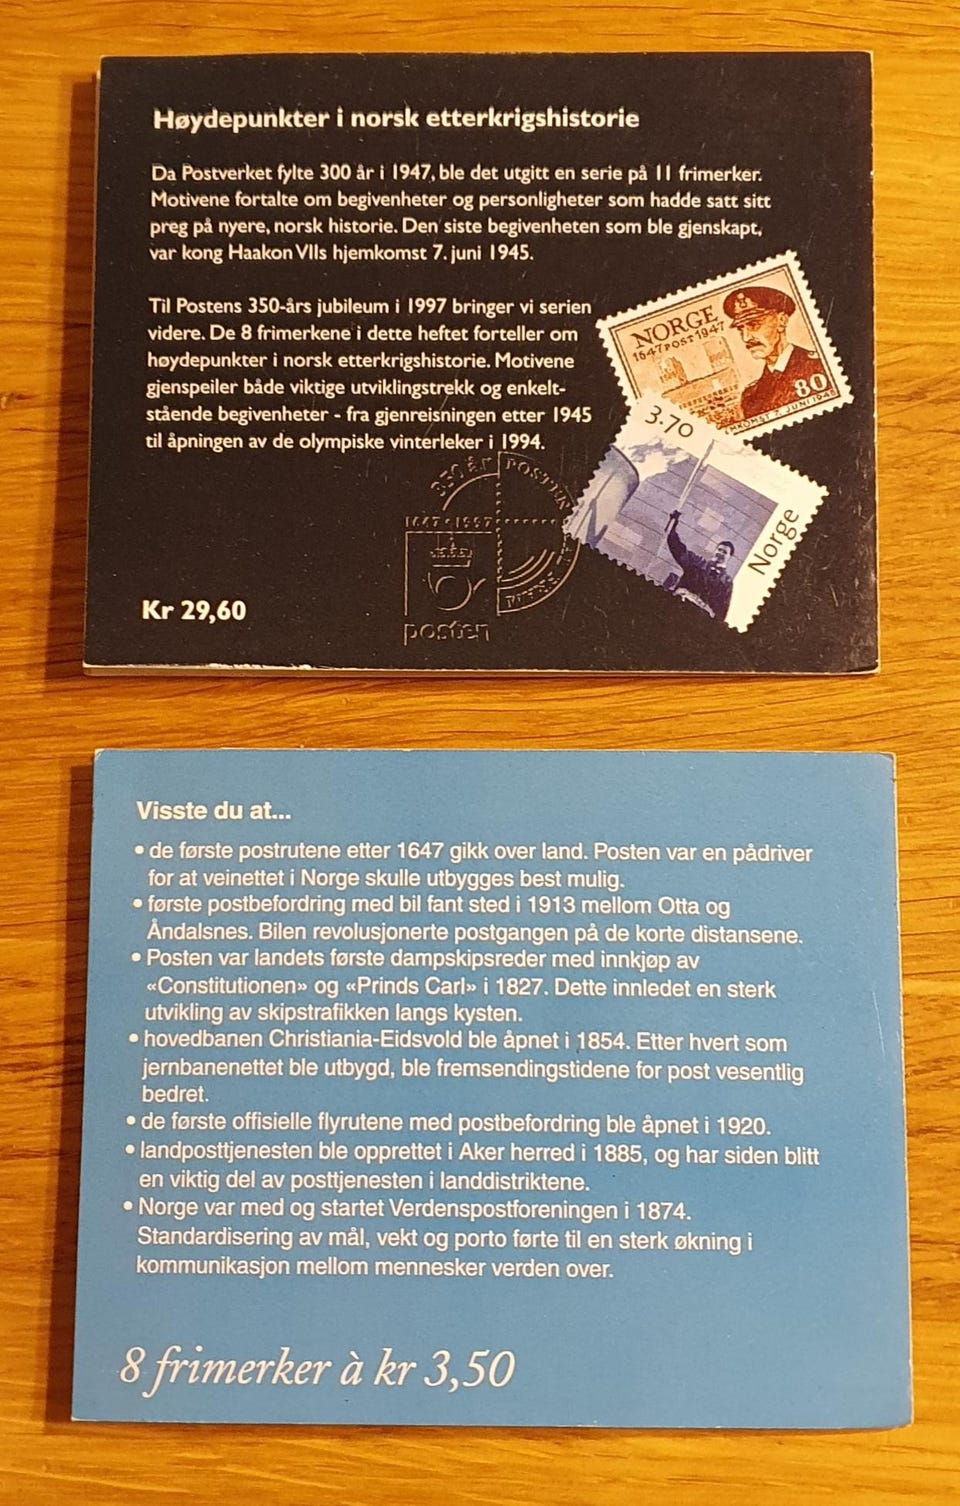 Høydepunkter i norsk etterkrigshistorie
Da Postverket fylte 300 år i 1947, ble det utgitt en serie på 11 frimerker.
Motivene fortalte om begivenheter og personligheter som hadde satt sitt
preg på nyere, norsk historie. Den siste begivenheten som ble gjenskapt,
var kong Haakon VIIs hjemkomst 7. juni 1945.
Til Postens 350-års jubileum i 1997 bringer vi serien
videre. De 8 frimerkene i dette heftet forteller om
høydepunkter i norsk etterkrigshistorie. Motivene
gjenspeiler både viktige utviklingstrekk og enkelt-
stående begivenheter - fra gjenreisningen etter 1945
til åpningen av de olympiske vinterleker i 1994.
NORGE
1647 POST 1947
80
MKOMST 7. JUNI 1945
3.70
Norge
350 år
POSTEN
1647 - 1997
posten
Kr 29,60
Visste du at...
• de første postrutene etter 1647 gikk over land. Posten var en pådriver
for at veinettet i Norge skulle utbygges best mulig.
• første postbefordring med bil fant sted i 1913 mellom Otta og
Åndalsnes. Bilen revolusjonerte postgangen på de korte distansene.
• Posten var landets første dampskipsreder med innkjøp av
«Constitutionen» og «Prinds Carl» i 1827. Dette innledet en sterk
utvikling av skipstrafikken langs kysten.
• hovedbanen Christiania-Eidsvold ble åpnet i 1854. Etter hvert som
jernbanenettet ble utbygd, ble fremsendingstidene for post vesentlig
bedret.
• de første offisielle flyrutene med postbefordring ble åpnet i 1920.
• landposttjenesten ble opprettet i Aker herred i 1885, og har siden blitt
en viktig del av posttjenesten i landdistriktene.
• Norge var med og startet Verdenspostforeningen i 1874.
Standardisering av mål, vekt og porto førte til en sterk økning i
kommunikasjon mellom mennesker verden over.
8 frimerker à kr 3,50